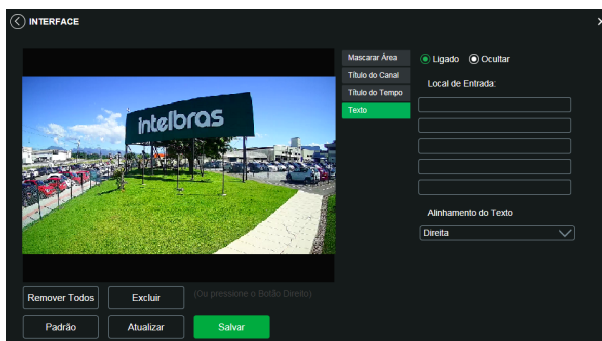 INTERFACE
intelbras
Mascarar Área
Título do Canal
Título do Tempo
Texto
Ligado
Ocultar
Local de Entrada:
Alinhamento do Texto
Direita
Remover Todos
Excluir
(Ou pressione o Botão Direito)
Padrão
Atualizar
Salvar